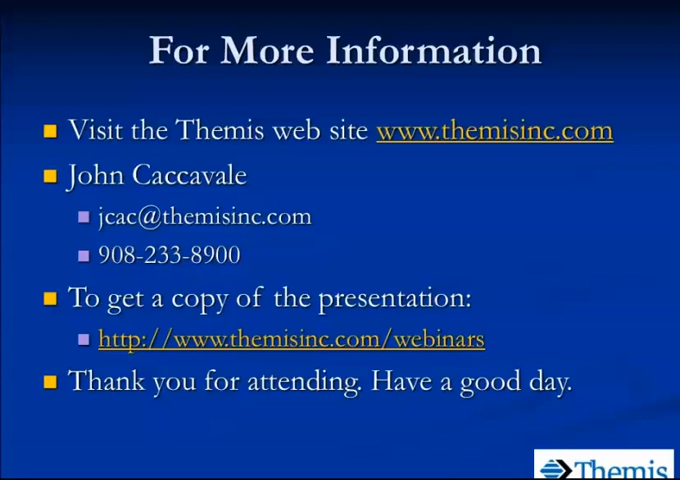 For More Information
Visit the Themis web site www.themisinc.com
John Caccavale
jcac@themisinc.com
908-233-8900
To get a copy of the presentation:
http://www.themisinc.com/webinars
Thank you for attending. Have a good day.
Themis